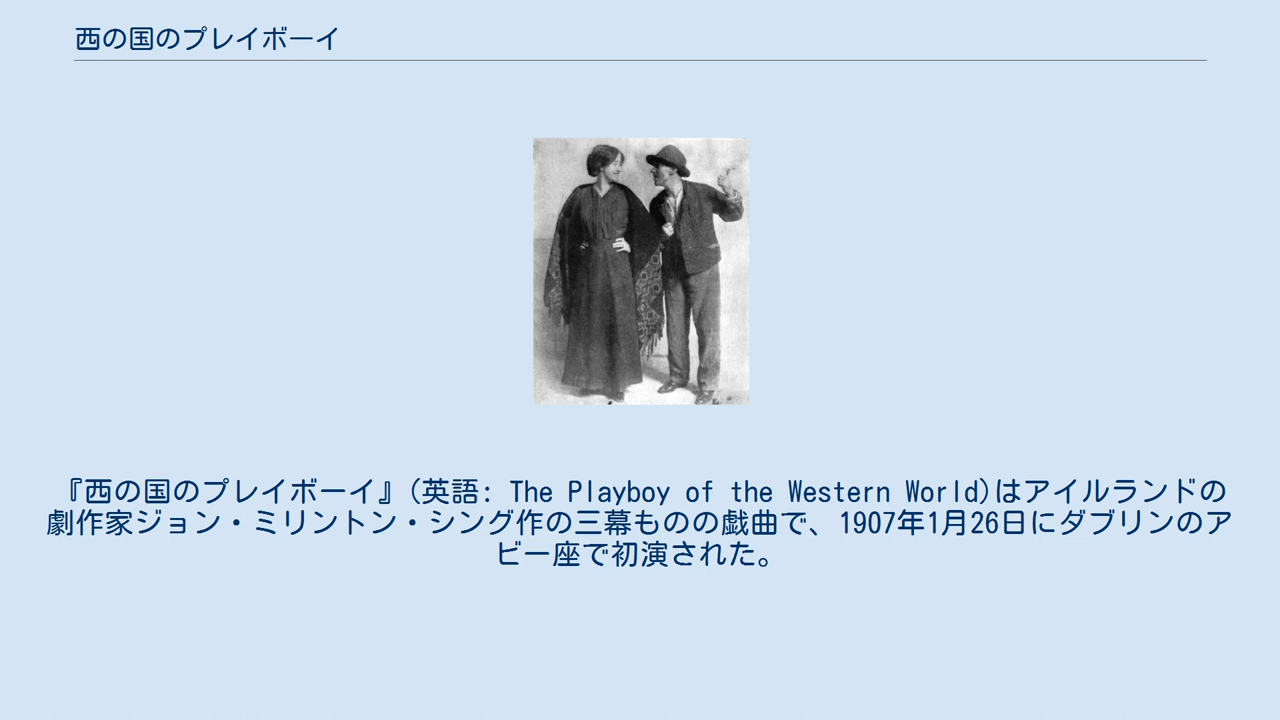 西の国のプレイボーイ
『西の国のプレイボーイ』(英語: The Playboy of the Western World)はアイルランドの
劇作家ジョン・ミリントン・シング作の三幕ものの戯曲で、1907年1月26日にダブリンのア
ビー座で初演された。